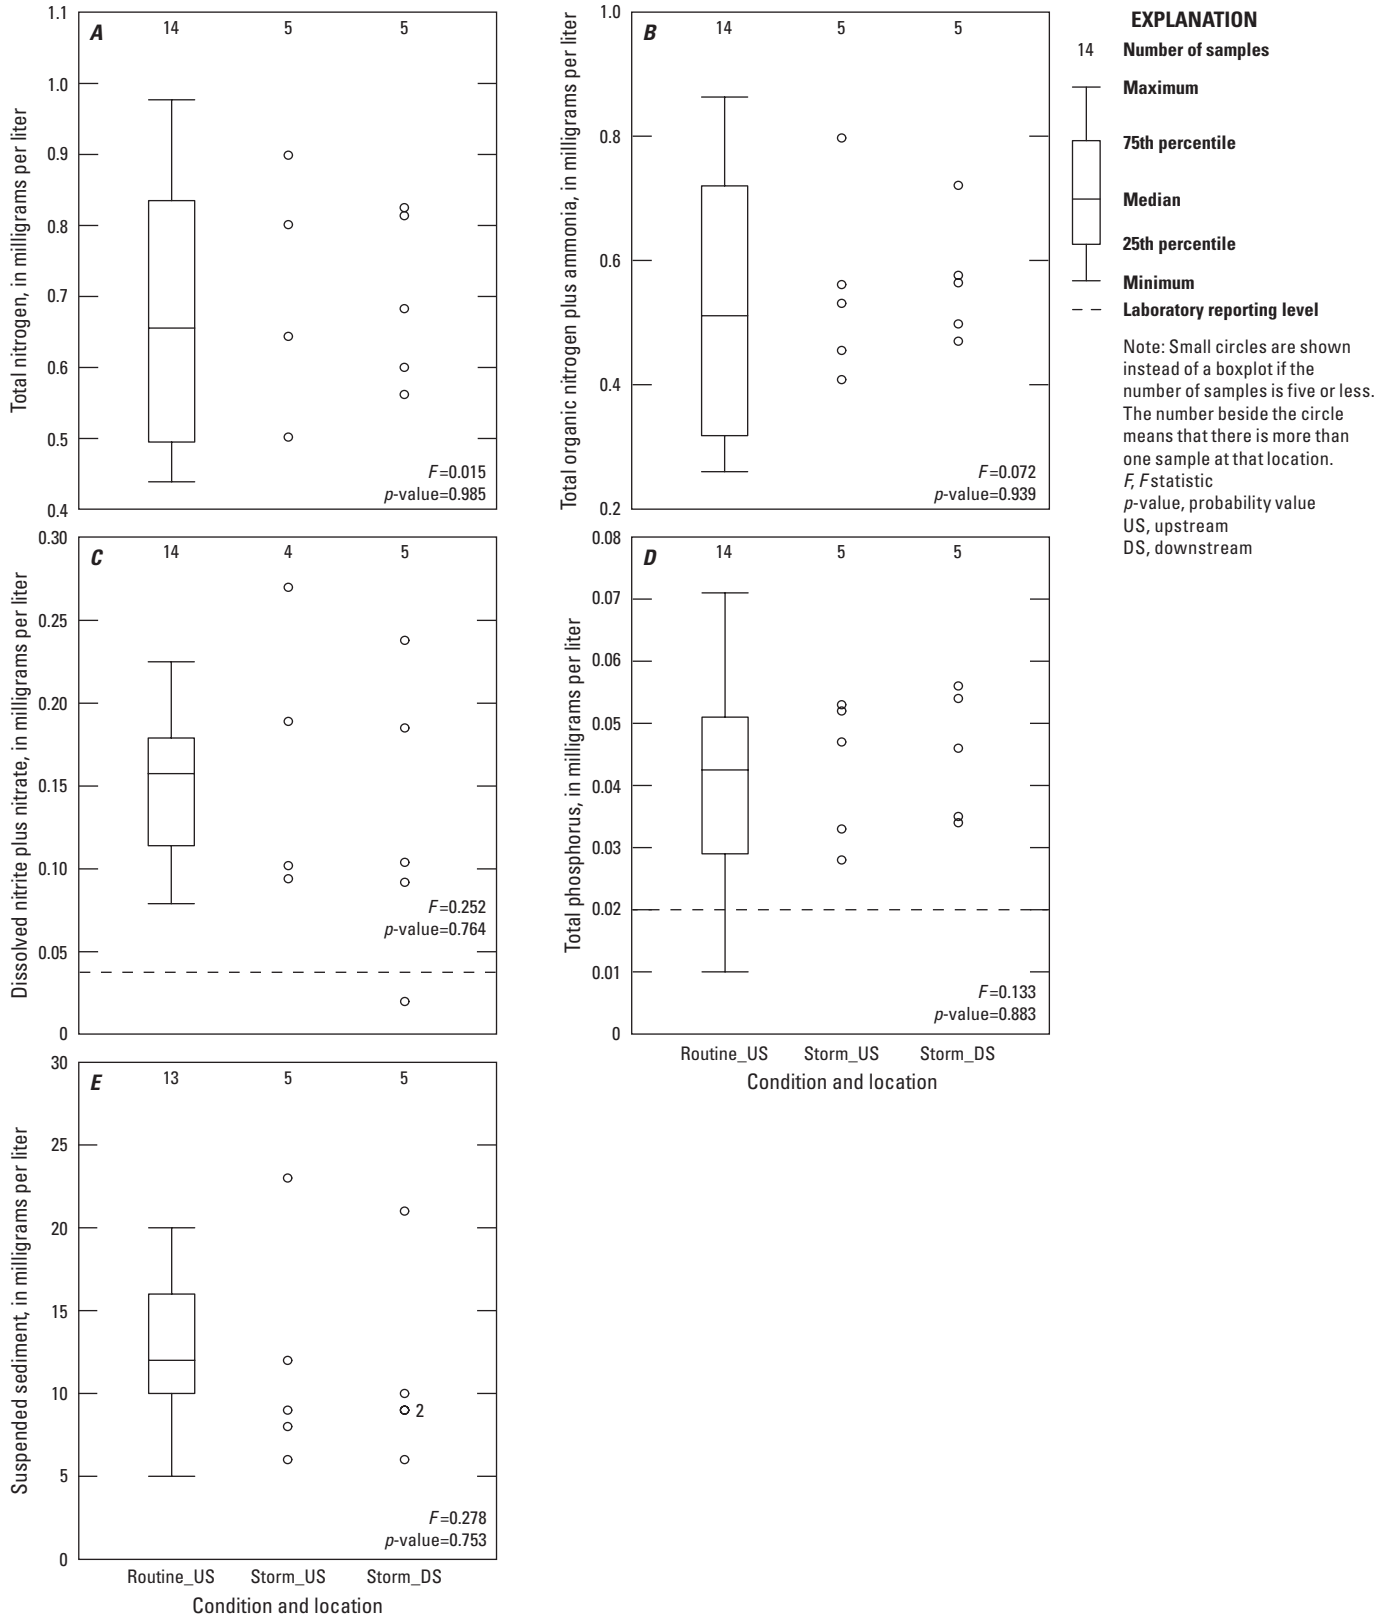 A
14
5
5
1.1
1.0
0.9
0.8
0.7
0.6
0.5
0.4
Total nitrogen, in milligrams per liter
F=0.015
p-value=0.985
B
14
5
5
1.0
0.8
0.6
0.4
0.2
Total organic nitrogen plus ammonia, in milligrams per liter
F=0.072
p-value=0.939
EXPLANATION
14 Number of samples
Maximum
75th percentile
Median
25th percentile
Minimum
Laboratory reporting level
Note: Small circles are shown
instead of a boxplot if the
number of samples is five or less.
The number beside the circle
means that there is more than
one sample at that location.
F, F statistic
p-value, probability value
US, upstream
DS, downstream
C
14
4
5
0.30
0.25
0.20
0.15
0.10
0.05
0
Dissolved nitrite plus nitrate, in milligrams per liter
F=0.252
p-value=0.764
D
14
5
5
0.08
0.07
0.06
0.05
0.04
0.03
0.02
0.01
0
Total phosphorus, in milligrams per liter
F=0.133
p-value=0.883
Routine_US
Storm_US
Storm_DS
Condition and location
E
13
5
5
30
25
20
15
10
5
0
Suspended sediment, in milligrams per liter
2
F=0.278
p-value=0.753
Routine_US
Storm_US
Storm_DS
Condition and location